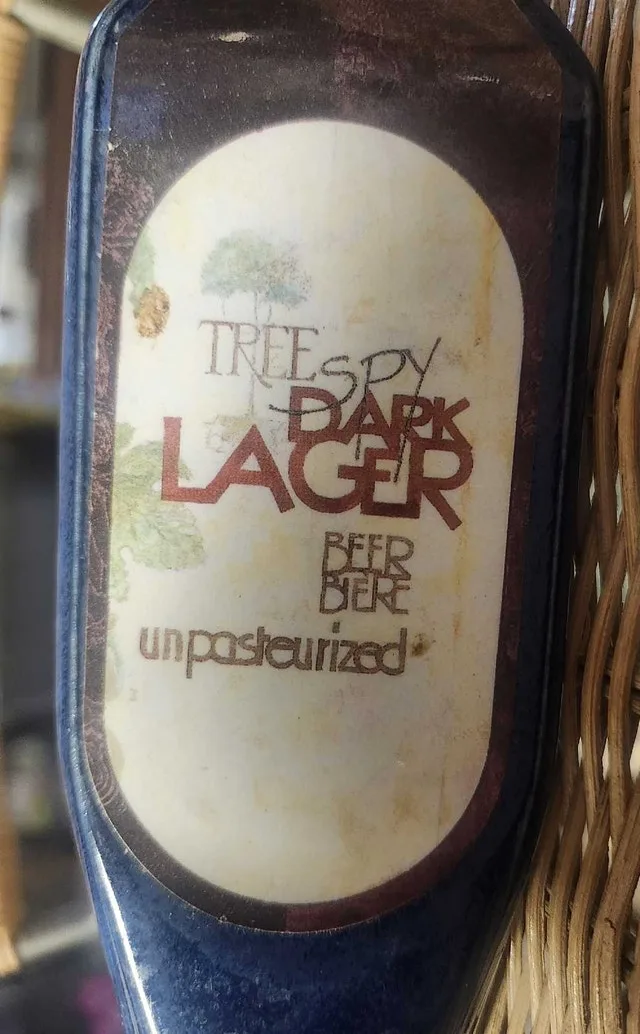 TREE SPY
DARK
LAGER
BEER
BIERE
unpasteurized